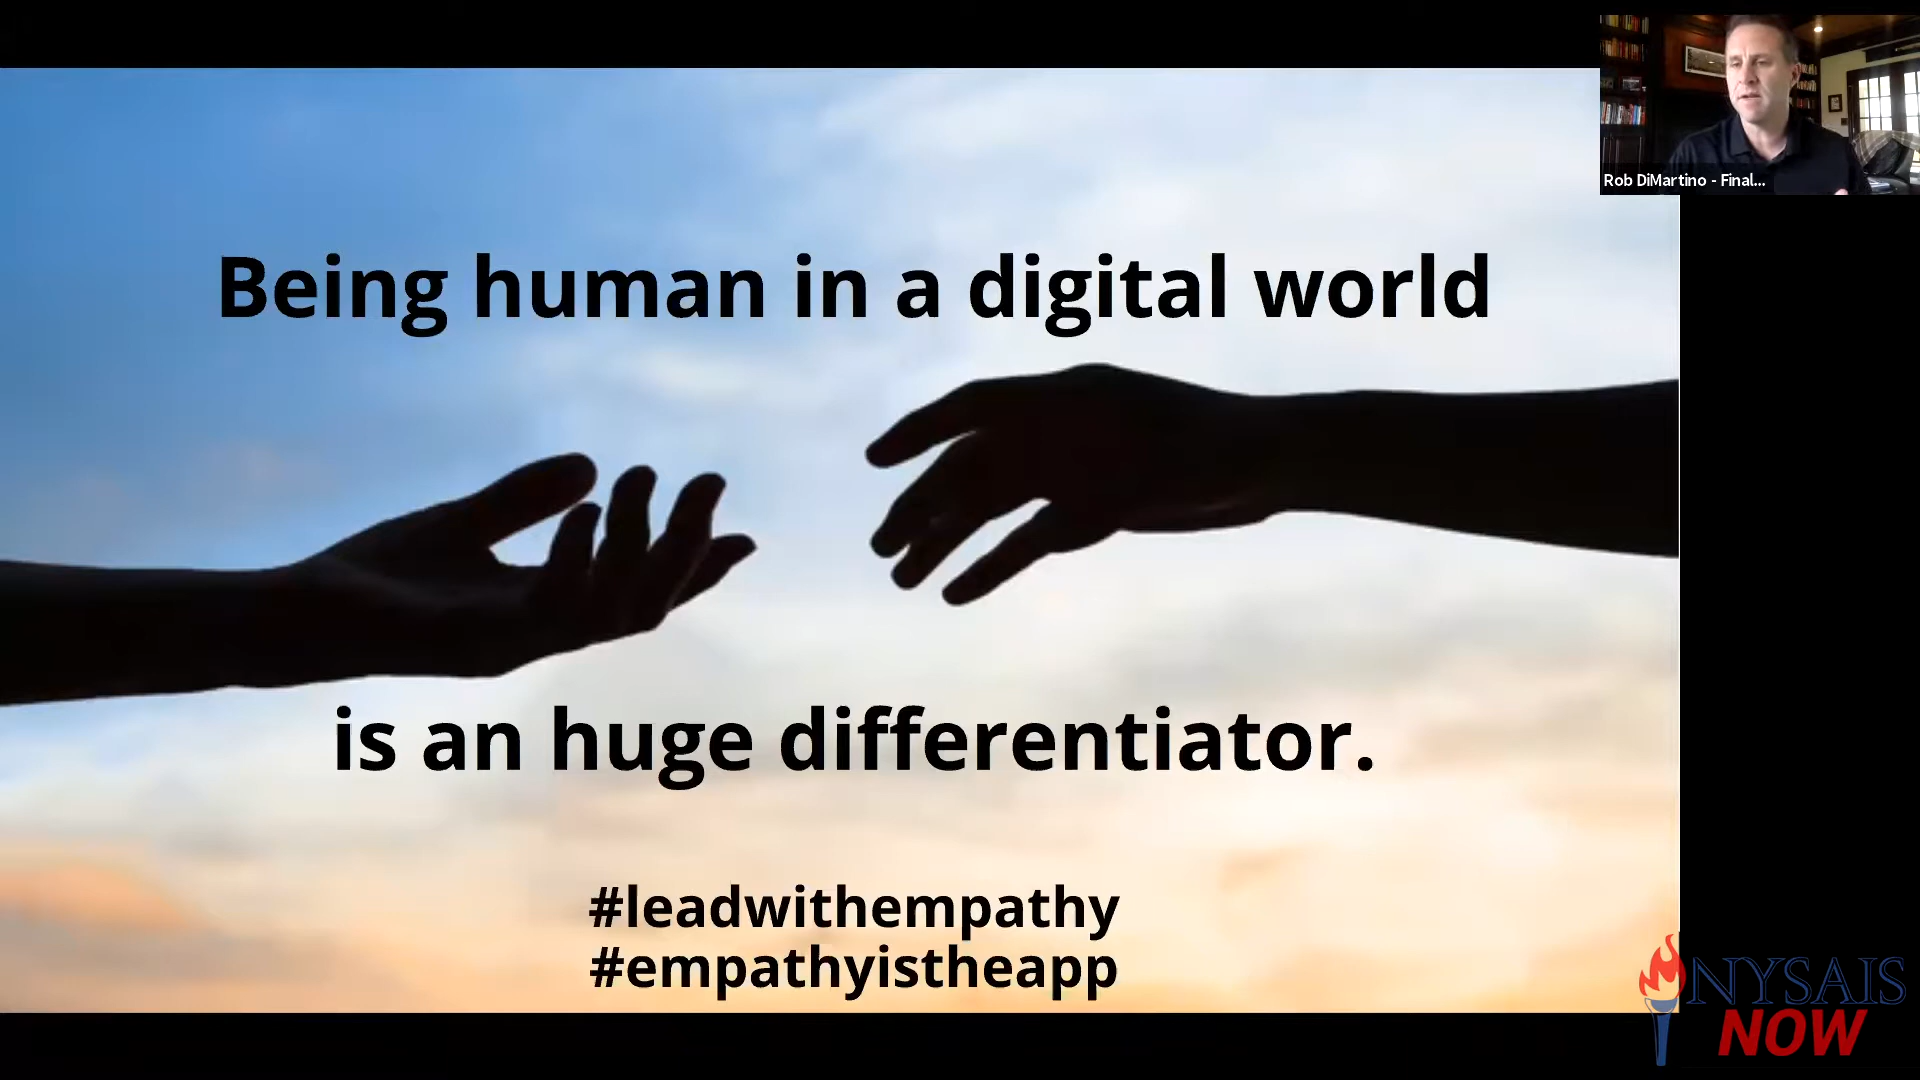 Rob DiMartino - Final...
Being human in a digital world
is an huge differentiator.
#leadwithempathy
#empathyistheapp
NYSAIS
NOW